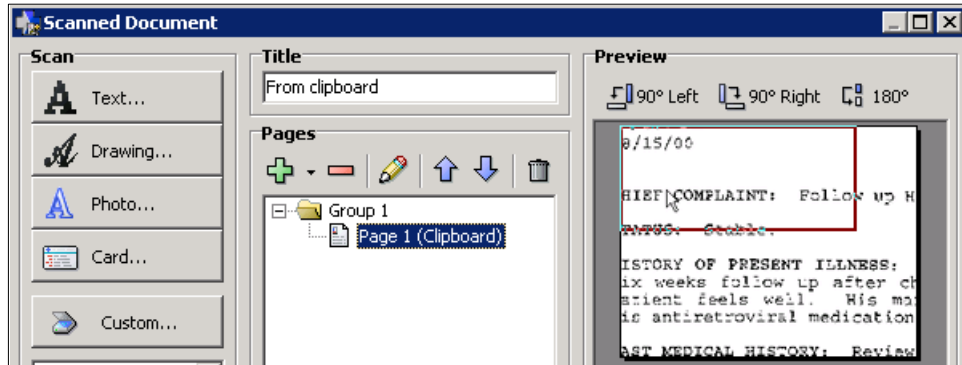 Scanned Document
Scan
Text...
Drawing...
Photo...
Card...
Custom...
Title
From clipboard
Pages
Group 1
Page 1 (Clipboard)
Preview
90° Left 90° Right 180°
8/15/00
HIEF COMPLAINT: Follow up H
TATUS: Stable.
ISTORY OF PRESENT ILLNESS:
ix weeks follow up after ch
atient feels well. His ma
is antiretroviral medication
AST MEDICAL HISTORY: Review